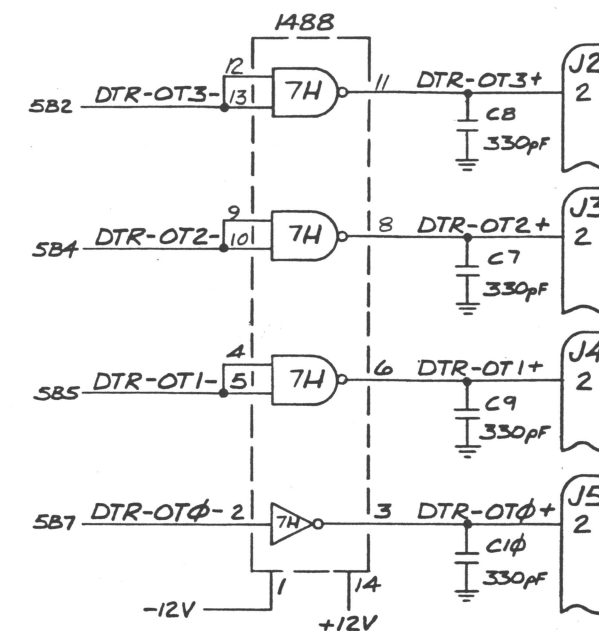 1488
12
5B2 DTR-OT3- 13 7H 11 DTR-OT3+ J2 2
C8
330pF
9
5B4 DTR-OT2- 10 7H 8 DTR-OT2+ J3 2
C7
330pF
4
5B5 DTR-OT1- 5 7H 6 DTR-OT1+ J4 2
C9
330pF
5B7 DTR-OTØ- 2 7H 3 DTR-OTØ+ J5 2
C1Ø
330pF
1 14
-12V
+12V